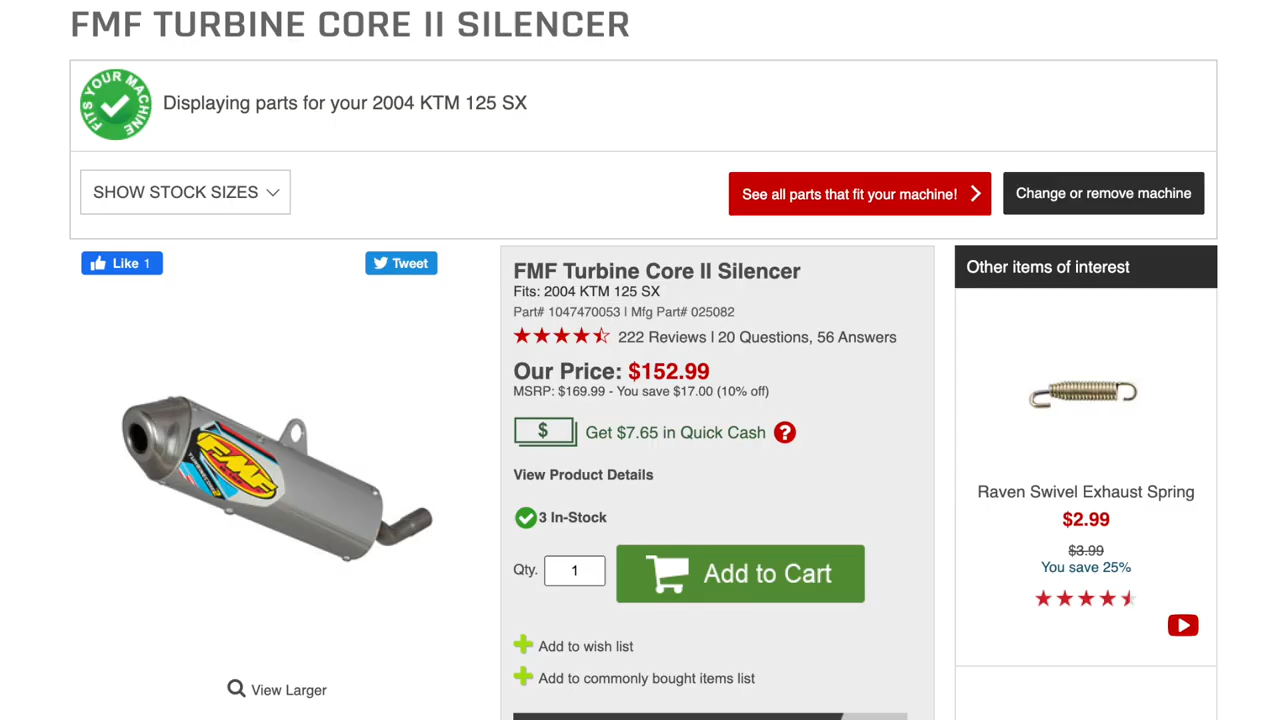 FMF TURBINE CORE II SILENCER
FITS YOUR MACHINE
Displaying parts for your 2004 KTM 125 SX
SHOW STOCK SIZES
See all parts that fit your machine!
Change or remove machine
Like 1
Tweet
FMF
View Larger
FMF Turbine Core II Silencer
Fits: 2004 KTM 125 SX
Part# 1047470053 | Mfg Part# 025082
222 Reviews | 20 Questions, 56 Answers
Our Price: $152.99
MSRP: $169.99 - You save $17.00 (10% off)
$ Get $7.65 in Quick Cash ?
View Product Details
3 In-Stock
Qty. 1 Add to Cart
Add to wish list
Add to commonly bought items list
Other items of interest
Raven Swivel Exhaust Spring
$2.99
$3.99
You save 25%